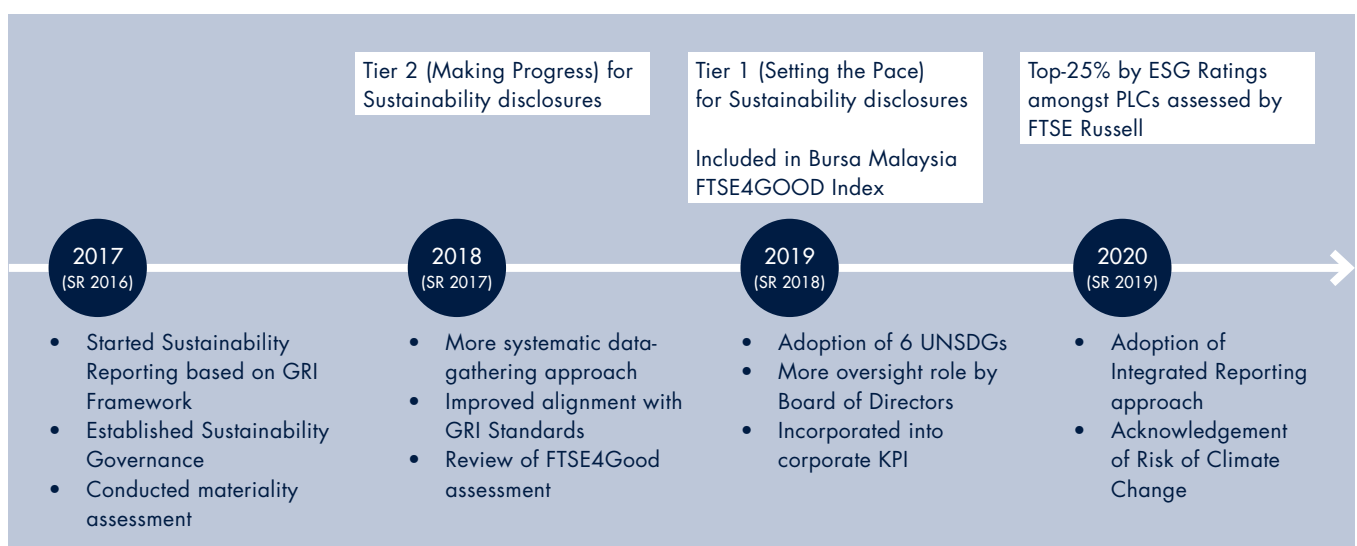 Tier 2 (Making Progress) for
Sustainability disclosures
Tier 1 (Setting the Pace)
for Sustainability disclosures
Included in Bursa Malaysia
FTSE4GOOD Index
Top-25% by ESG Ratings
amongst PLCs assessed by
FTSE Russell
2017
(SR 2016)
2018
(SR 2017)
2019
(SR 2018)
2020
(SR 2019)
• Started Sustainability
Reporting based on GRI
Framework
• Established Sustainability
Governance
• Conducted materiality
assessment
• More systematic data-
gathering approach
• Improved alignment with
GRI Standards
• Review of FTSE4Good
assessment
• Adoption of 6 UNSDGs
• More oversight role by
Board of Directors
• Incorporated into
corporate KPI
• Adoption of
Integrated Reporting
approach
• Acknowledgement
of Risk of Climate
Change